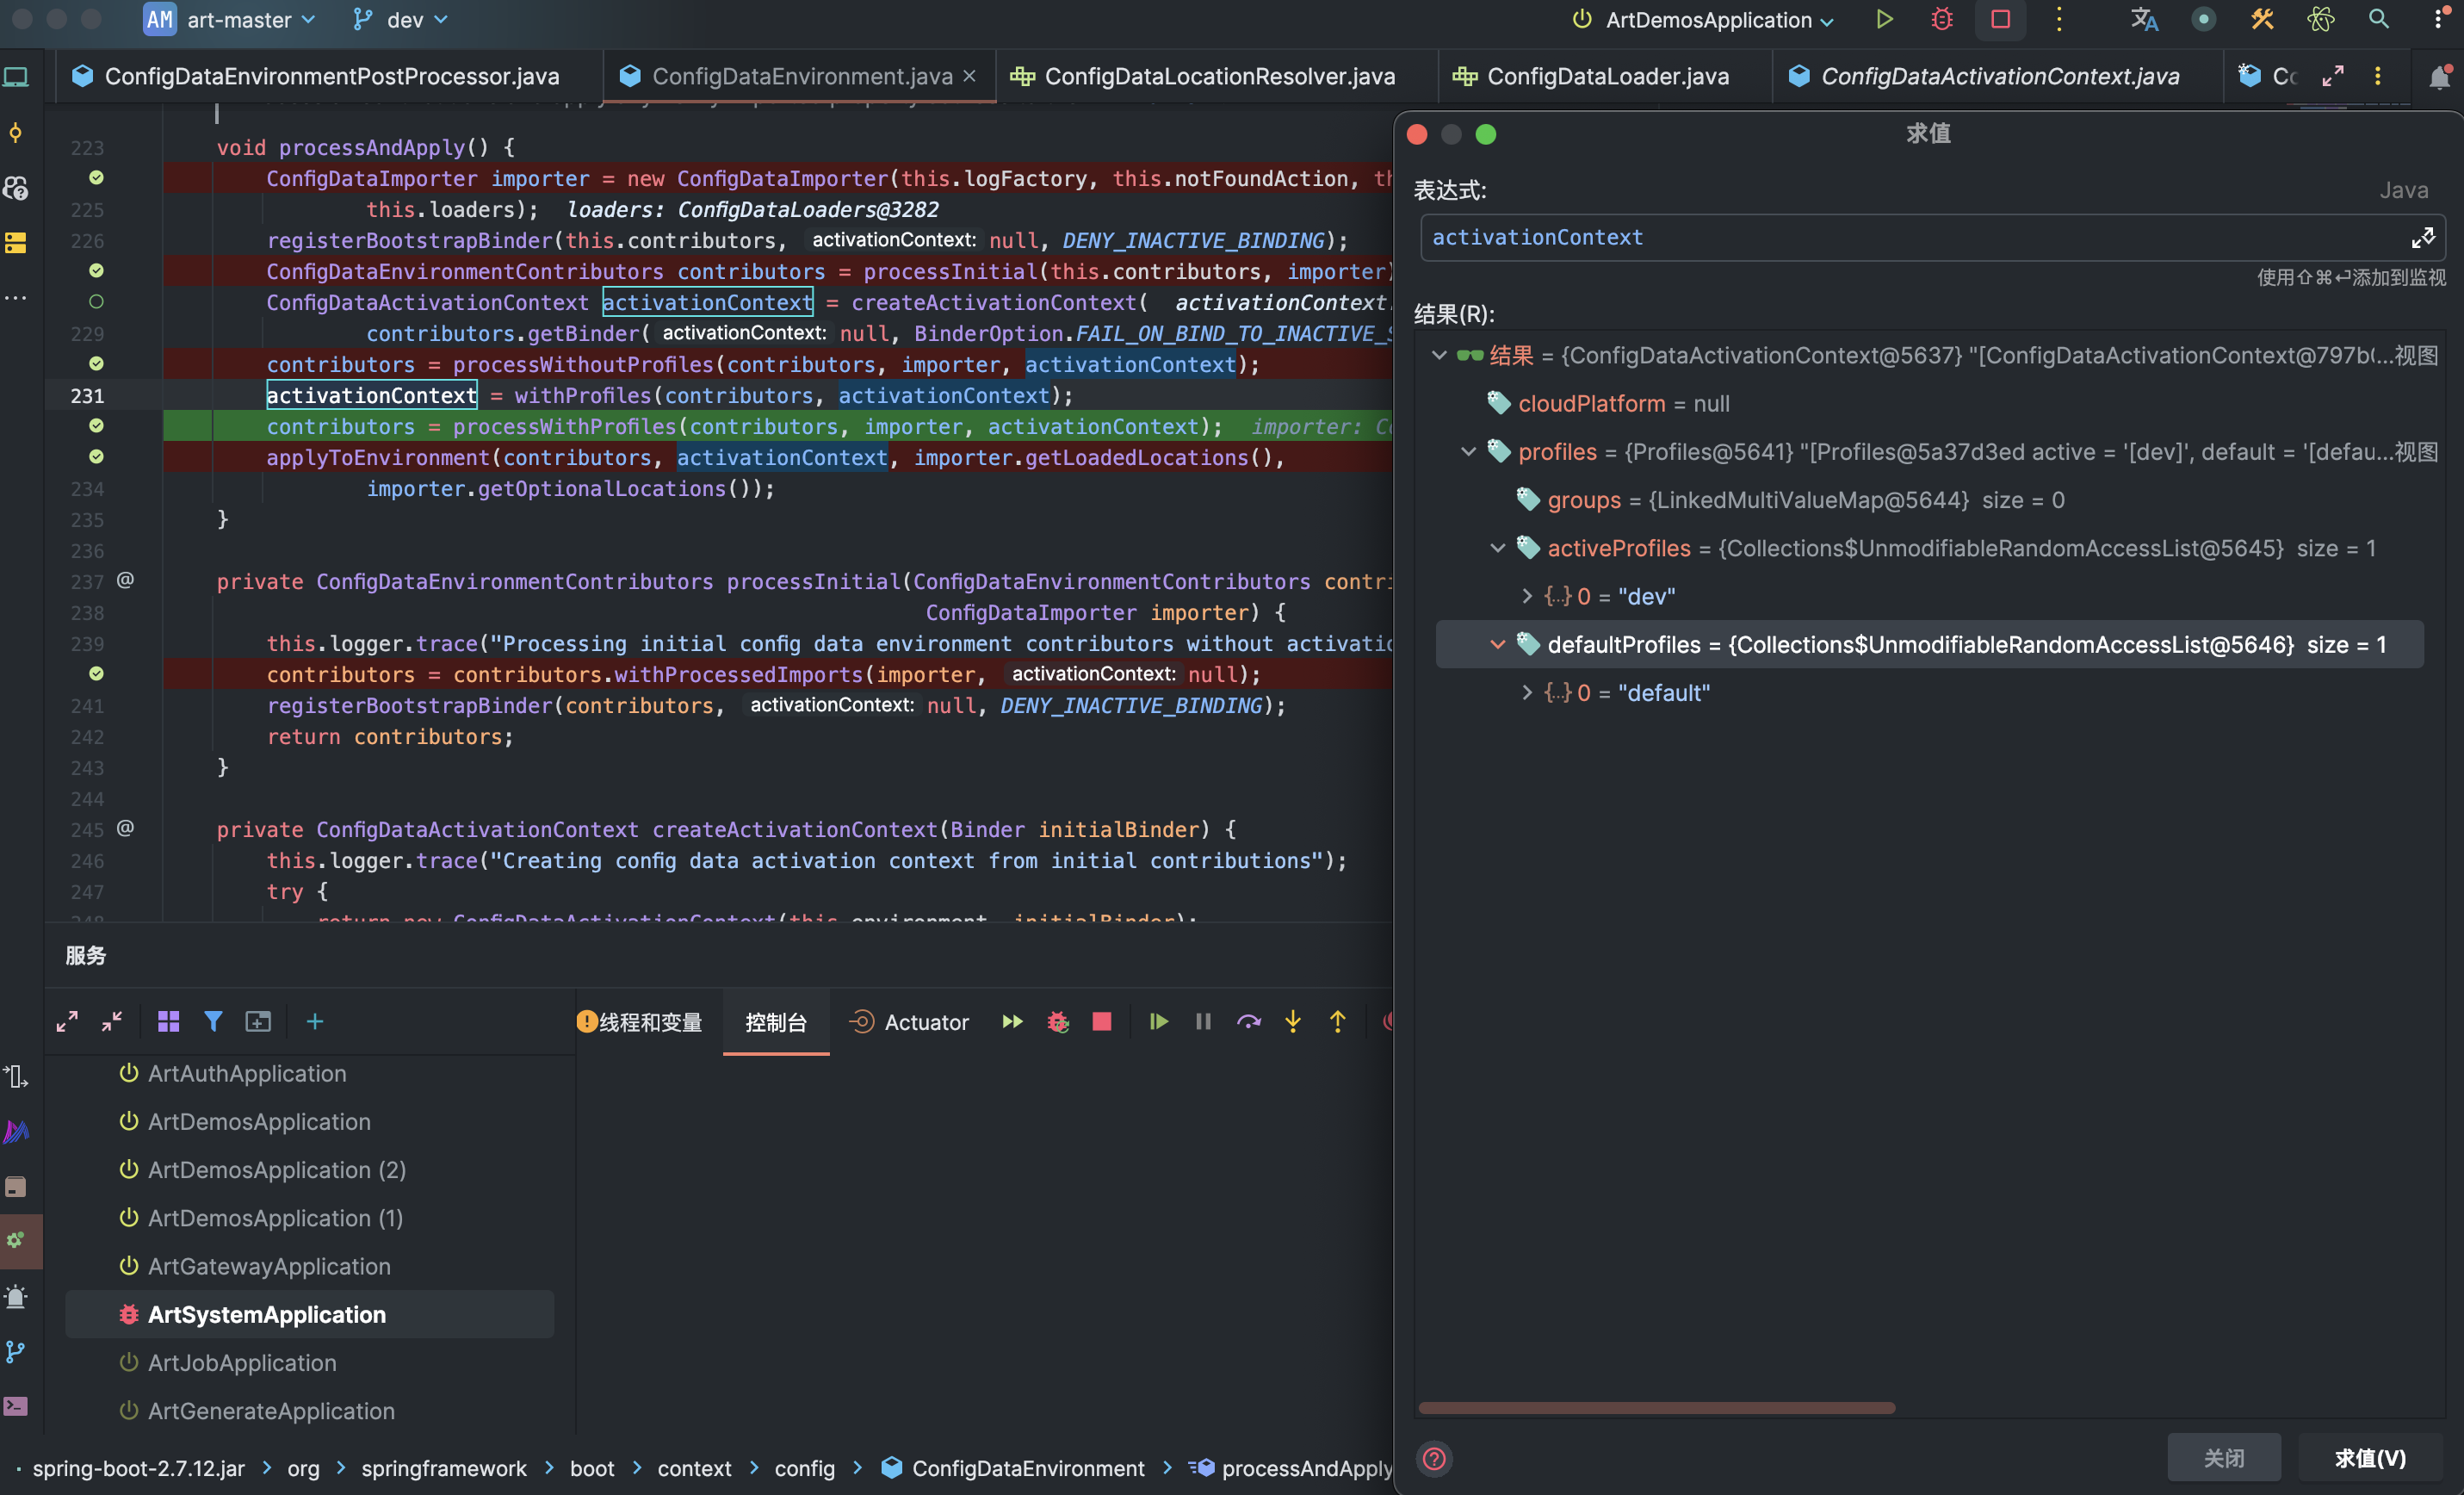 AM art-master dev ArtDemosApplication
ConfigDataEnvironmentPostProcessor.java ConfigDataEnvironment.java ConfigDataLocationResolver.java ConfigDataLoader.java ConfigDataActivationContext.java Co
223 void processAndApply() {
ConfigDataImporter importer = new ConfigDataImporter(this.logFactory, this.notFoundAction, th
225 this.loaders); loaders: ConfigDataLoaders@3282
226 registerBootstrapBinder(this.contributors, activationContext: null, DENY_INACTIVE_BINDING);
ConfigDataEnvironmentContributors contributors = processInitial(this.contributors, importer)
ConfigDataActivationContext activationContext = createActivationContext( activationContext:
229 contributors.getBinder( activationContext: null, BinderOption.FAIL_ON_BIND_TO_INACTIVE_S
contributors = processWithoutProfiles(contributors, importer, activationContext);
231 activationContext = withProfiles(contributors, activationContext);
contributors = processWithProfiles(contributors, importer, activationContext); importer: Co
applyToEnvironment(contributors, activationContext, importer.getLoadedLocations(),
234 importer.getOptionalLocations());
235 }
236
237 @ private ConfigDataEnvironmentContributors processInitial(ConfigDataEnvironmentContributors contri
238 ConfigDataImporter importer) {
239 this.logger.trace("Processing initial config data environment contributors without activatio
contributors = contributors.withProcessedImports(importer, activationContext: null);
241 registerBootstrapBinder(contributors, activationContext: null, DENY_INACTIVE_BINDING);
242 return contributors;
243 }
244
245 @ private ConfigDataActivationContext createActivationContext(Binder initialBinder) {
246 this.logger.trace("Creating config data activation context from initial contributions");
247 try {
248 return new ConfigDataActivationContext(this.environment, initialBinder);
求值
表达式: Java
activationContext
使用⇧⌘⏎添加到监视
结果(R):
结果 = {ConfigDataActivationContext@5637} "[ConfigDataActivationContext@797b(...视图
cloudPlatform = null
profiles = {Profiles@5641} "[Profiles@5a37d3ed active = '[dev]', default = '[defau...视图
groups = {LinkedMultiValueMap@5644} size = 0
activeProfiles = {Collections$UnmodifiableRandomAccessList@5645} size = 1
0 = "dev"
defaultProfiles = {Collections$UnmodifiableRandomAccessList@5646} size = 1
0 = "default"
关闭 求值(V)
服务
线程和变量 控制台 Actuator
ArtAuthApplication
ArtDemosApplication
ArtDemosApplication (2)
ArtDemosApplication (1)
ArtGatewayApplication
ArtSystemApplication
ArtJobApplication
ArtGenerateApplication
spring-boot-2.7.12.jar > org > springframework > boot > context > config > ConfigDataEnvironment > processAndApply